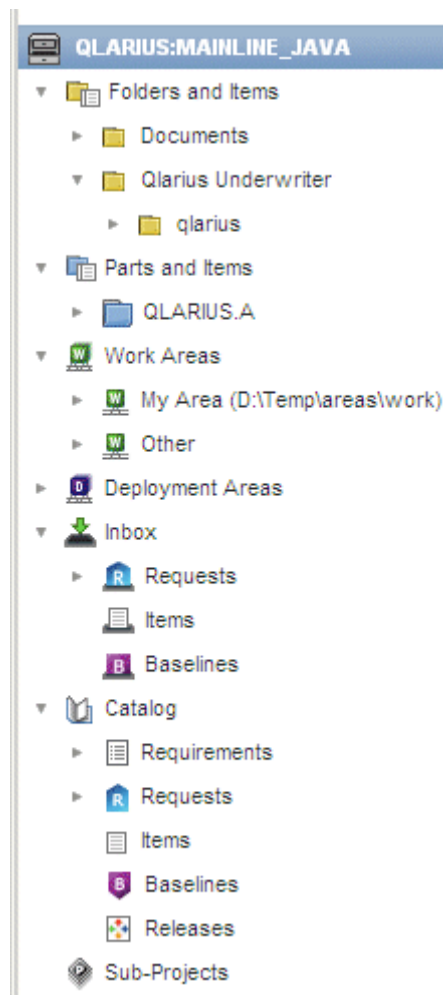 QLARIUS:MAINLINE_JAVA
Folders and Items
Documents
Qlarius Underwriter
qlarius
Parts and Items
QLARIUS.A
W Work Areas
W My Area (D:\Temp\areas\work)
W Other
D Deployment Areas
Inbox
R Requests
Items
B Baselines
Catalog
Requirements
R Requests
Items
B Baselines
Releases
P Sub-Projects